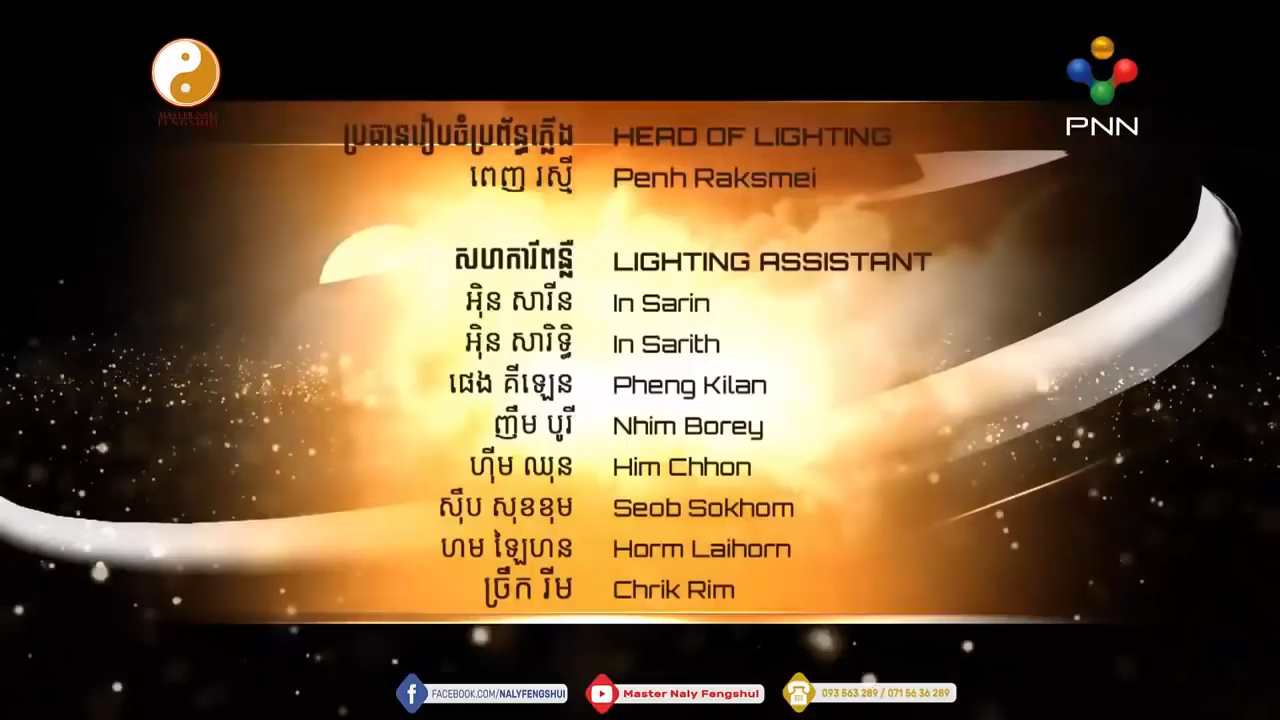 MASTER NALY
FENGSHUI
PNN
ប្រធានរៀបចំប្រព័ន្ធភ្លើង HEAD OF LIGHTING
ពេញ រស្មី Penh Raksmei
សហការីពន្លឺ LIGHTING ASSISTANT
អ៊ិន សារីន In Sarin
អ៊ិន សារិទ្ធិ In Sarith
ផេង គីឡេន Pheng Kilan
ញឹម បូរី Nhim Borey
ហ៊ីម ឈុន Him Chhon
ស៊ីប សុខខុម Seob Sokhom
ហម ឡៃហន Horm Laihorn
ច្រឹក រីម Chrik Rim
FACEBOOK.COM/NALYFENGSHUI Master Naly Fengshui 093 563 289 / 071 56 36 289